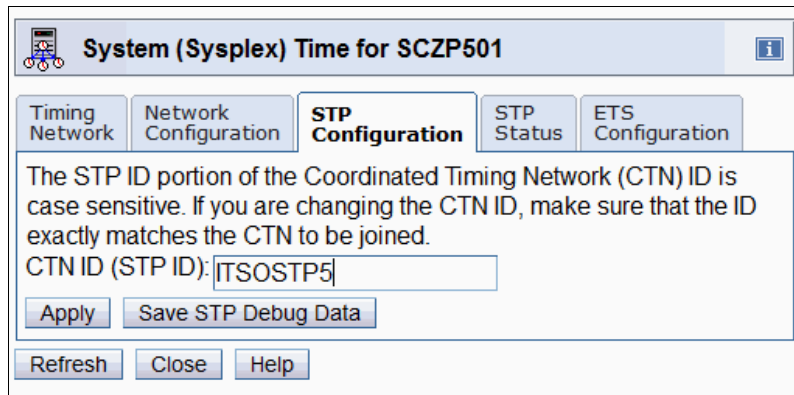 System (Sysplex) Time for SCZP501
i
Timing Network
Network Configuration
STP Configuration
STP Status
ETS Configuration
The STP ID portion of the Coordinated Timing Network (CTN) ID is
case sensitive. If you are changing the CTN ID, make sure that the ID
exactly matches the CTN to be joined.
CTN ID (STP ID): ITSOSTP5
Apply Save STP Debug Data
Refresh Close Help